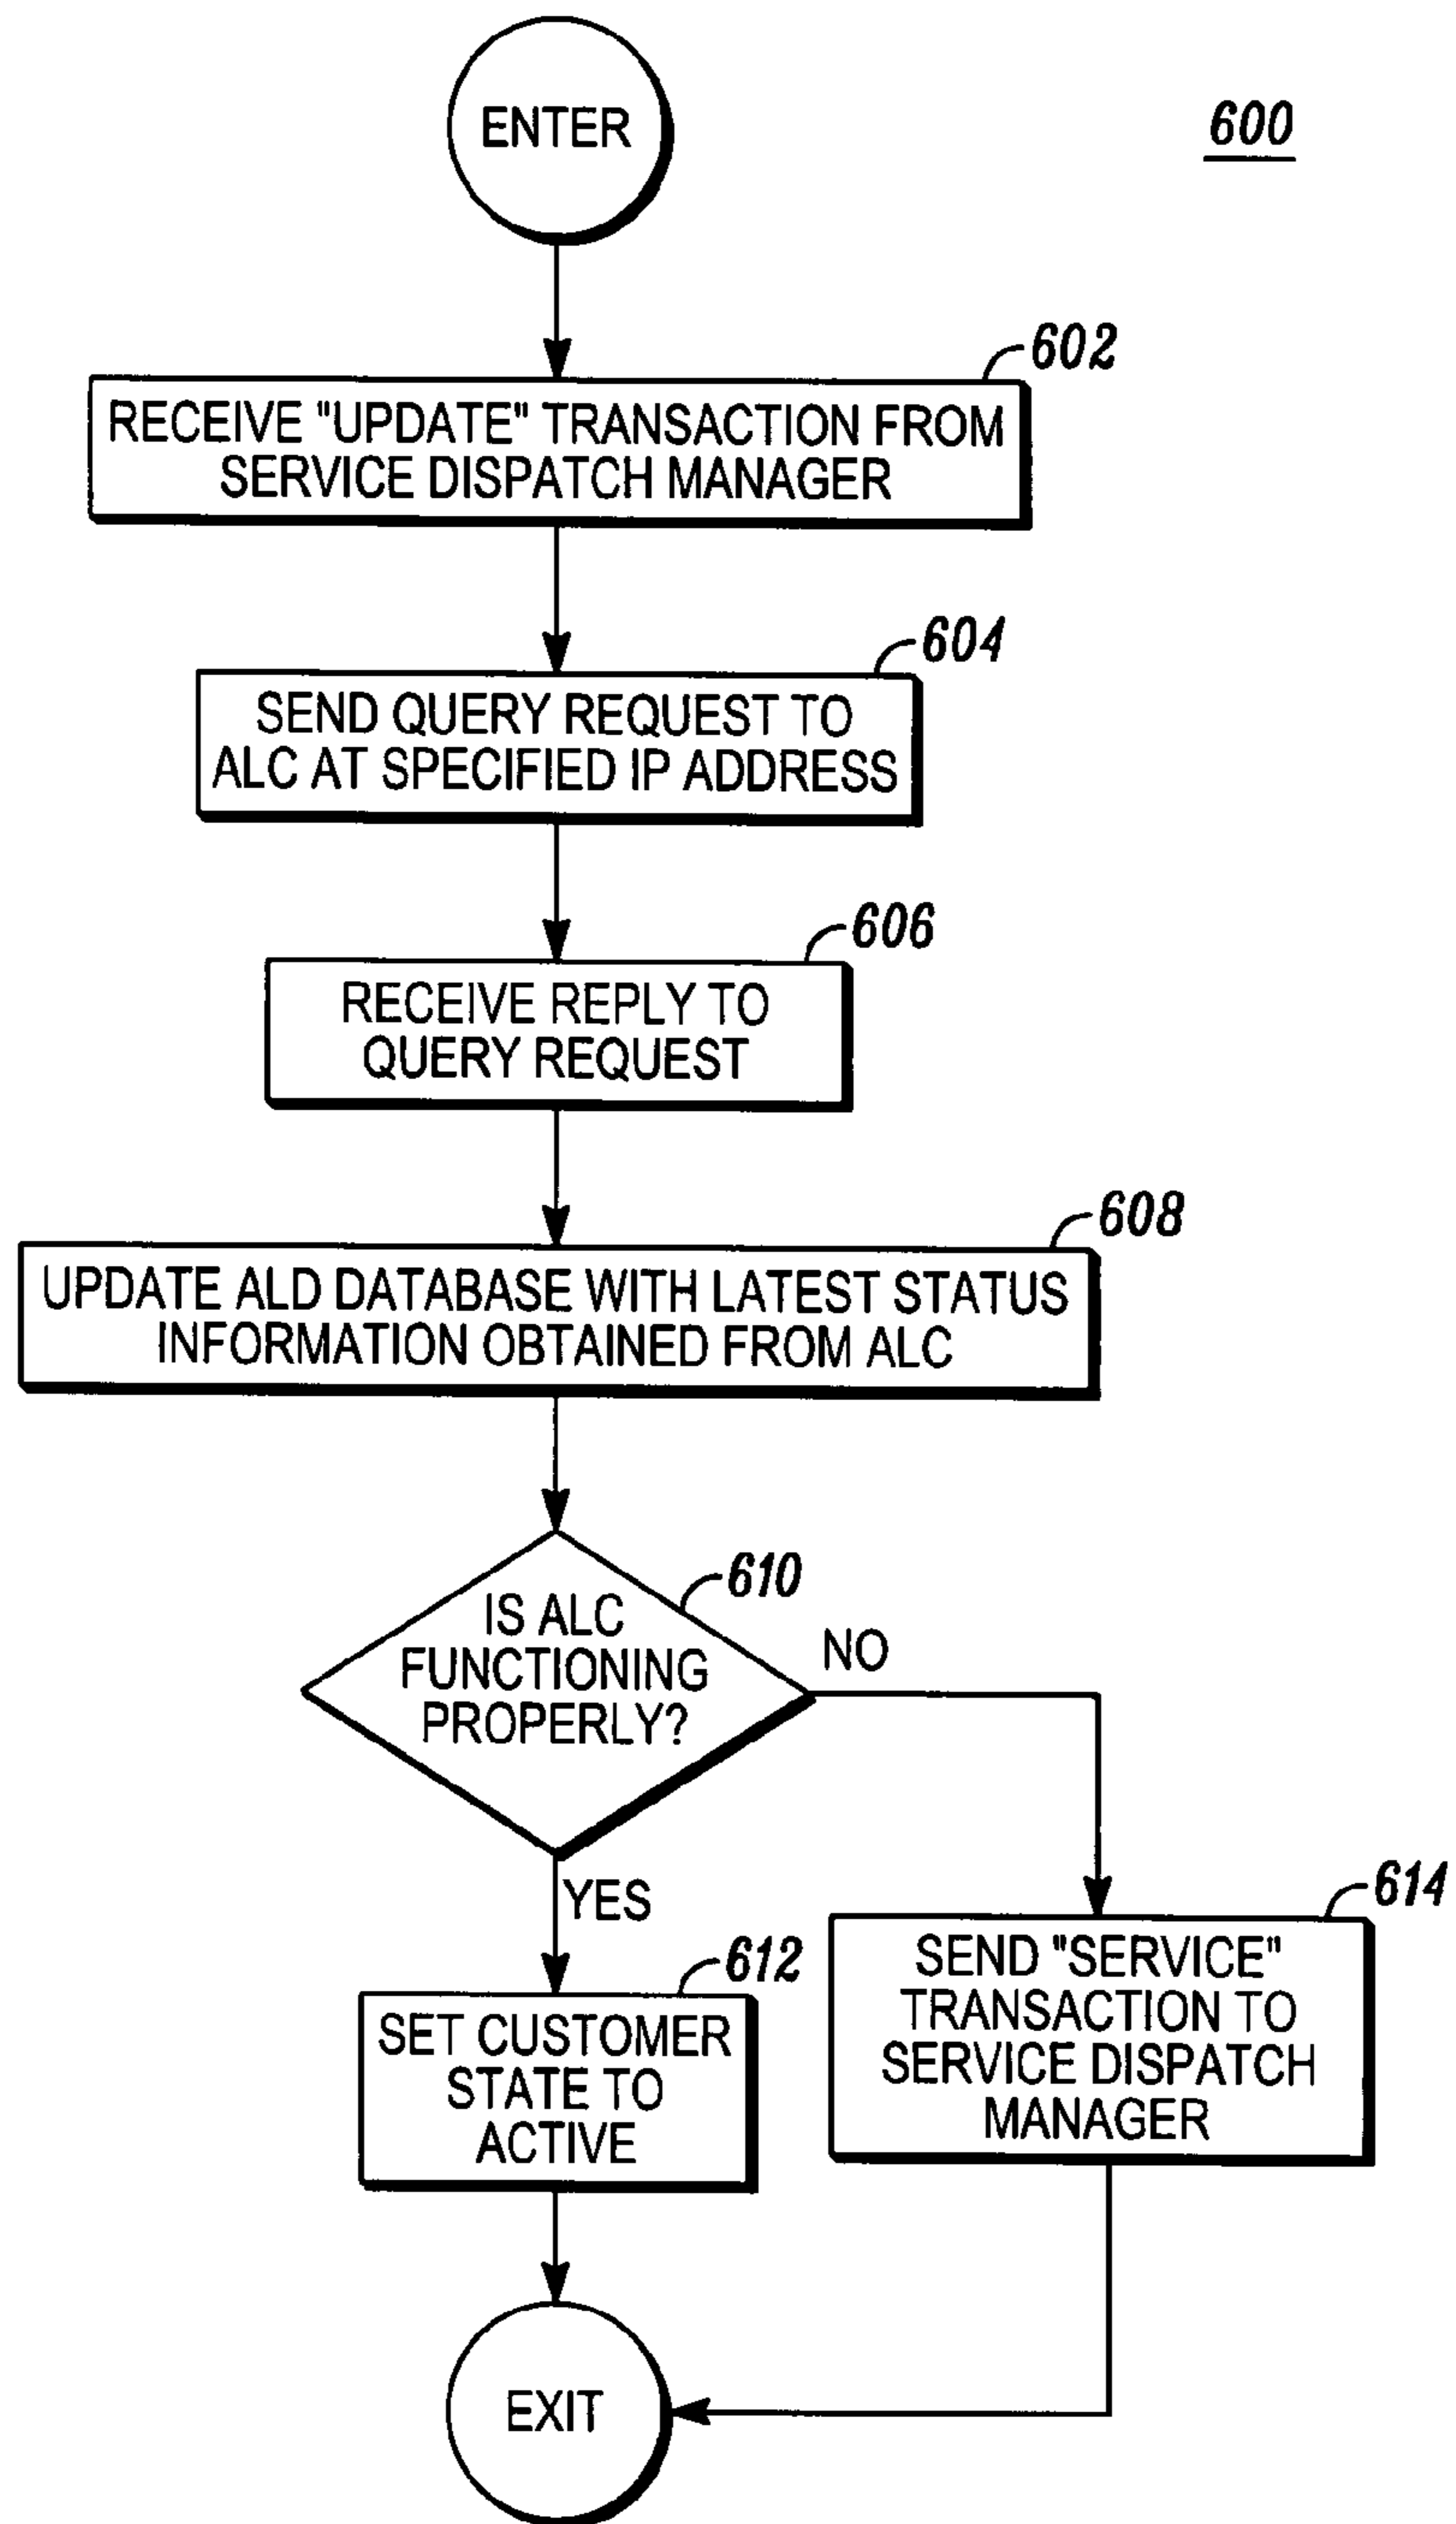 ENTER
600
602
RECEIVE "UPDATE" TRANSACTION FROM
SERVICE DISPATCH MANAGER
604
SEND QUERY REQUEST TO
ALC AT SPECIFIED IP ADDRESS
606
RECEIVE REPLY TO
QUERY REQUEST
608
UPDATE ALD DATABASE WITH LATEST STATUS
INFORMATION OBTAINED FROM ALC
610
IS ALC
FUNCTIONING
PROPERLY?
NO
YES
612
SET CUSTOMER
STATE TO
ACTIVE
614
SEND "SERVICE"
TRANSACTION TO
SERVICE DISPATCH
MANAGER
EXIT